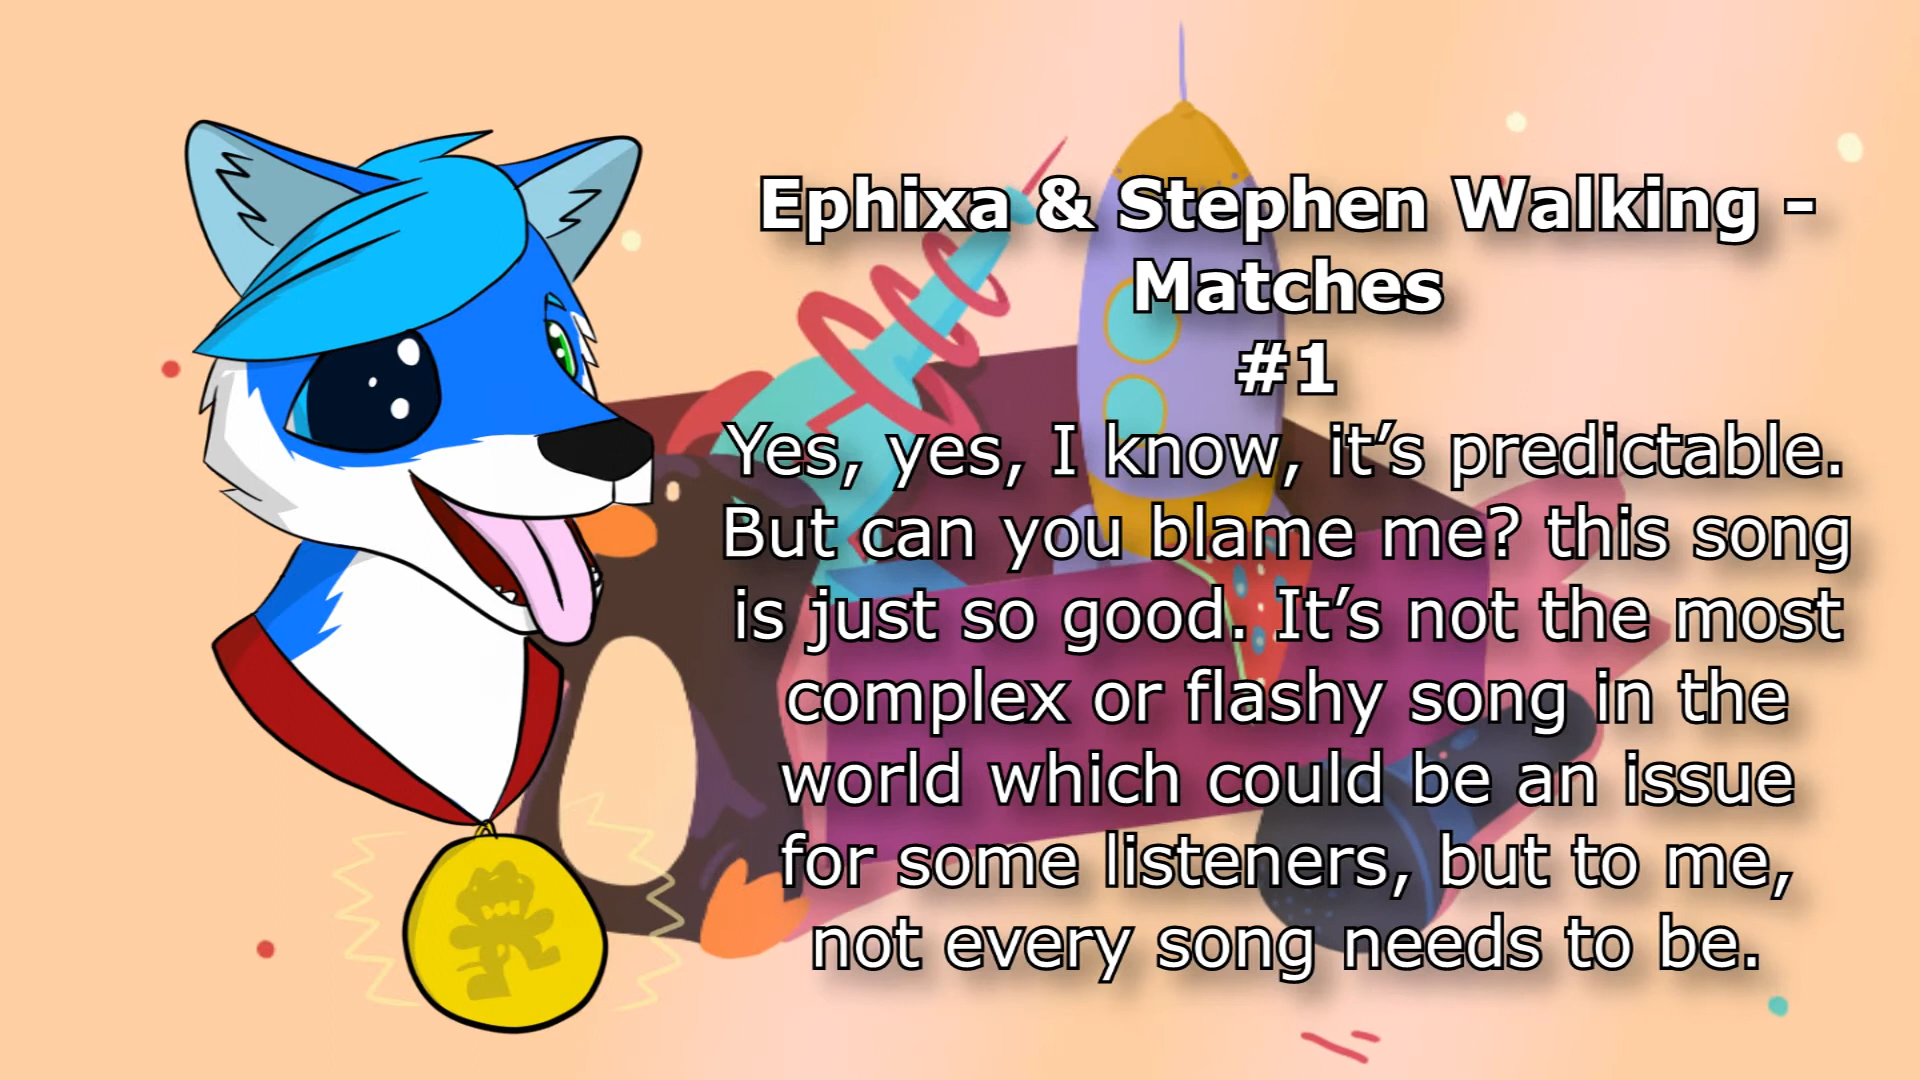 Ephixa & Stephen Walking -
Matches
#1
Yes, yes, I know, it’s predictable.
But can you blame me? this song
is just so good. It’s not the most
complex or flashy song in the
world which could be an issue
for some listeners, but to me,
not every song needs to be.